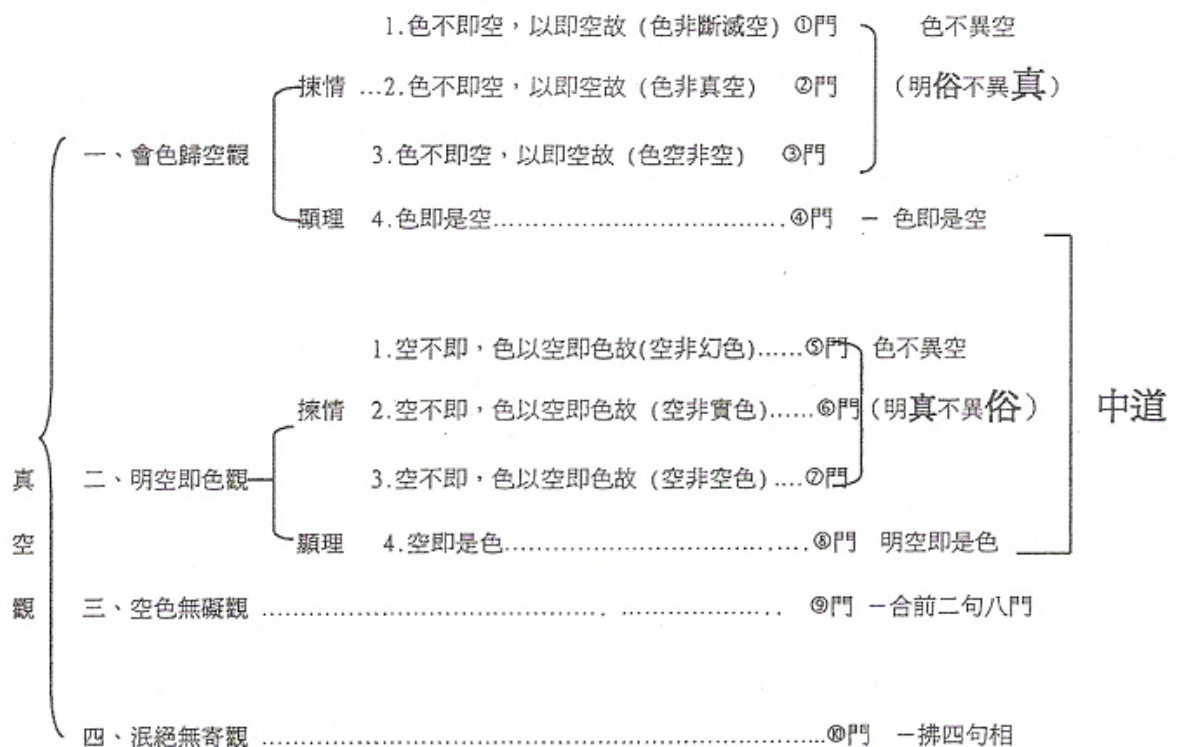 1.色不即空，以即空故 (色非斷滅空) ①門 色不異空
揀情 …2.色不即空，以即空故 (色非真空) ②門 (明俗不異真)
一、會色歸空觀 3.色不即空，以即空故 (色空非空) ③門
顯理 4.色即是空………………………………④門 － 色即是空
1.空不即，色以空即色故(空非幻色)……⑤門 色不異空
揀情 2.空不即，色以空即色故 (空非實色)……⑥門 (明真不異俗) 中道
真 二、明空即色觀 3.空不即，色以空即色故 (空非空色)….⑦門
空 顯理 4.空即是色………………………………⑧門 明空即是色
觀 三、空色無礙觀 ……………………………………………… ⑨門 －合前二句八門
四、泯絕無寄觀 ………………………………………………⑩門 －拂四句相